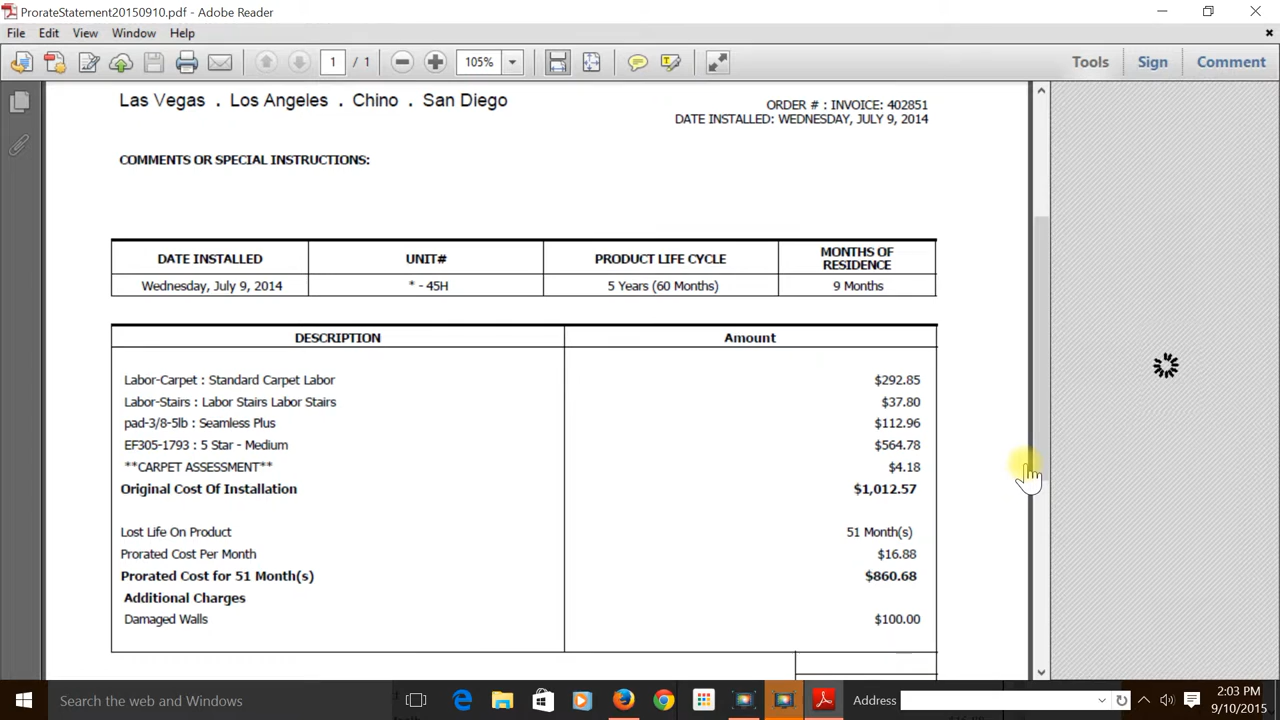 ProrateStatement20150910.pdf - Adobe Reader
File Edit View Window Help
1 / 1 105% Tools Sign Comment
Las Vegas . Los Angeles . Chino . San Diego
ORDER # : INVOICE: 402851
DATE INSTALLED: WEDNESDAY, JULY 9, 2014
COMMENTS OR SPECIAL INSTRUCTIONS:
DATE INSTALLED UNIT# PRODUCT LIFE CYCLE MONTHS OF RESIDENCE
Wednesday, July 9, 2014 * - 45H 5 Years (60 Months) 9 Months
DESCRIPTION Amount
Labor-Carpet : Standard Carpet Labor $292.85
Labor-Stairs : Labor Stairs Labor Stairs $37.80
pad-3/8-5lb : Seamless Plus $112.96
EF305-1793 : 5 Star - Medium $564.78
**CARPET ASSESSMENT** $4.18
Original Cost Of Installation $1,012.57
Lost Life On Product 51 Month(s)
Prorated Cost Per Month $16.88
Prorated Cost for 51 Month(s) $860.68
Additional Charges
Damaged Walls $100.00
Search the web and Windows Address 2:03 PM
9/10/2015